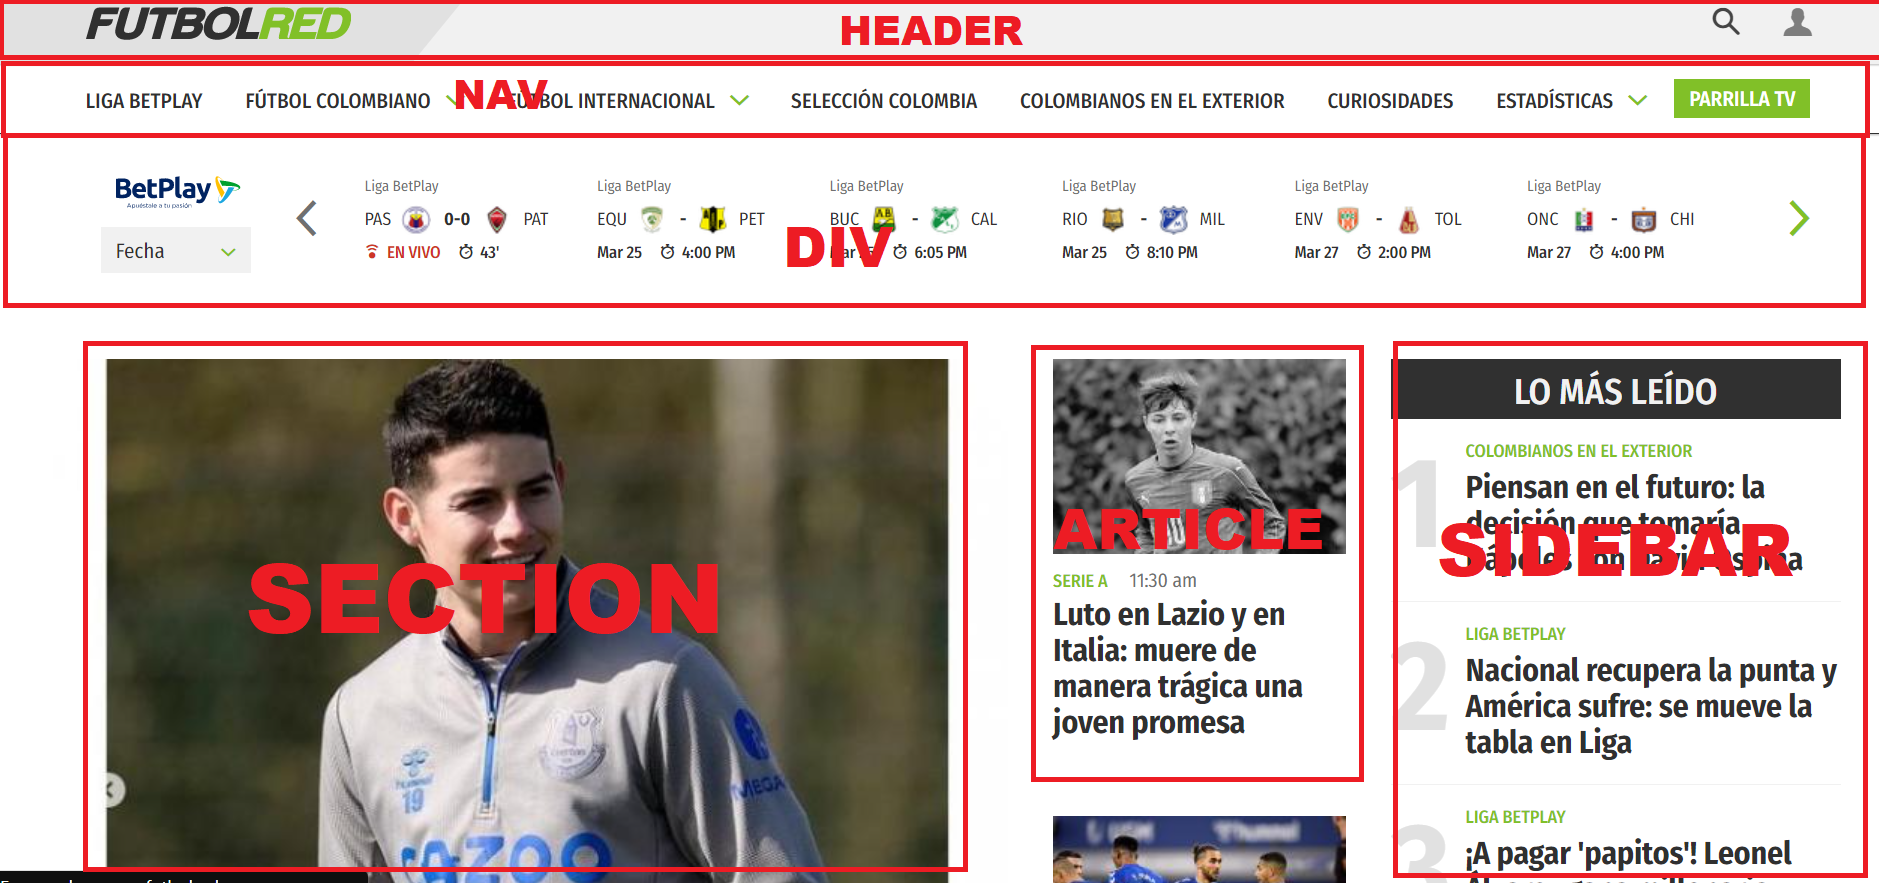 FUTBOLRED
HEADER
LIGA BETPLAY
FÚTBOL COLOMBIANO
NAV
BOL INTERNACIONAL
SELECCIÓN COLOMBIA
COLOMBIANOS EN EL EXTERIOR
CURIOSIDADES
ESTADÍSTICAS
PARRILLA TV
BetPlay
Apuéstale a tu pasión
Fecha
Liga BetPlay
PAS 0-0 PAT
EN VIVO 43'
Liga BetPlay
EQU - PET
Mar 25 4:00 PM
Liga BetPlay
BUC - CAL
DIV
6:05 PM
Liga BetPlay
RIO - MIL
Mar 25 8:10 PM
Liga BetPlay
ENV - TOL
Mar 27 2:00 PM
Liga BetPlay
ONC - CHI
Mar 27 4:00 PM
SECTION
hummel
19
Everton
MEGA
CAZOO
ARTICLE
SERIE A 11:30 am
Luto en Lazio y en
Italia: muere de
manera trágica una
joven promesa
LO MÁS LEÍDO
1
COLOMBIANOS EN EL EXTERIOR
Piensan en el futuro: la
decisión que tomaría
SIDEBAR
2
LIGA BETPLAY
Nacional recupera la punta y
América sufre: se mueve la
tabla en Liga
3
LIGA BETPLAY
¡A pagar 'papitos'! Leonel